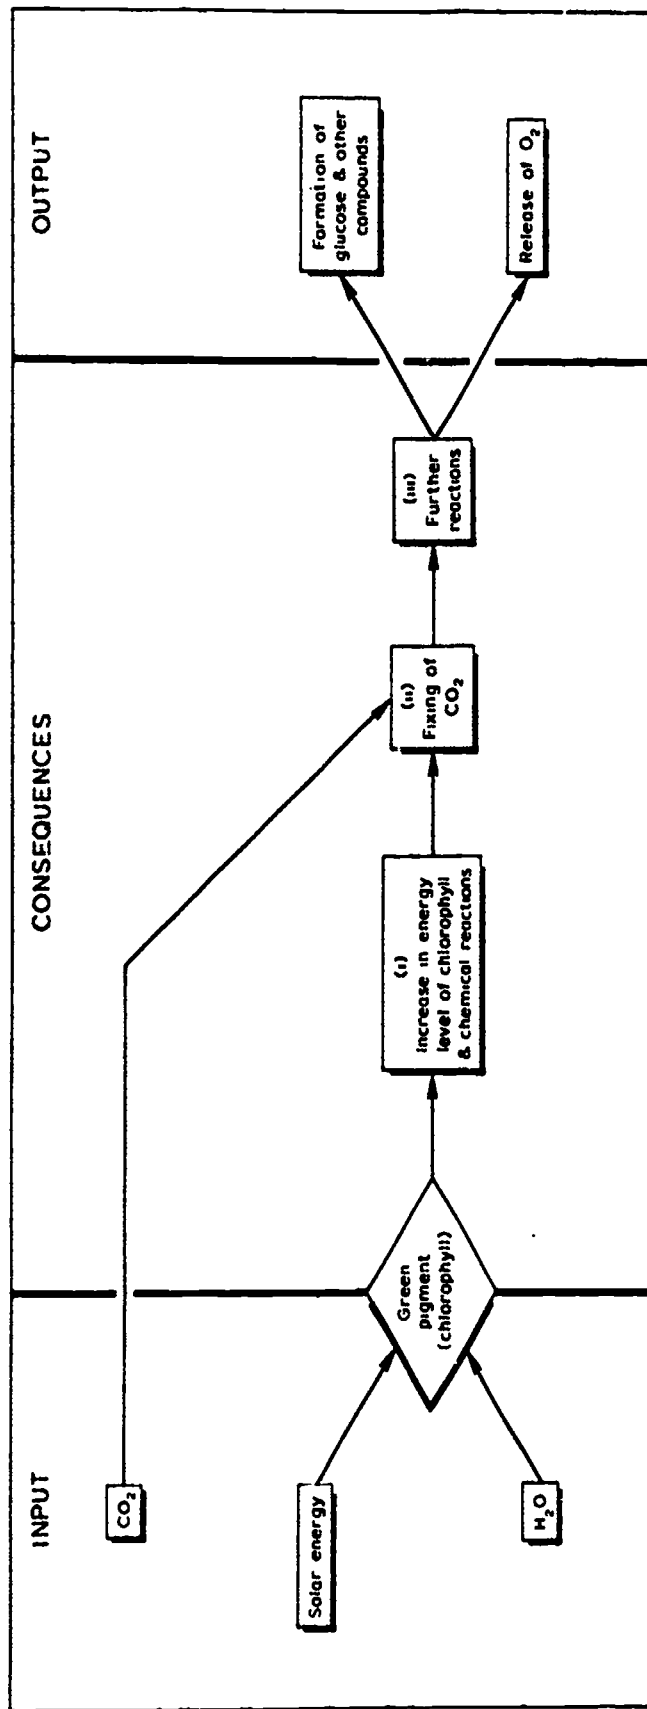 INPUT
CONSEQUENCES
OUTPUT
CO₂
Solar energy
H₂O
Green
pigment
(chlorophyll)
(i)
Increase in energy
level of chlorophyll
& chemical reactions
(ii)
Fixing of
CO₂
(iii)
Further
reactions
Formation of
glucose & other
compounds
Release of O₂